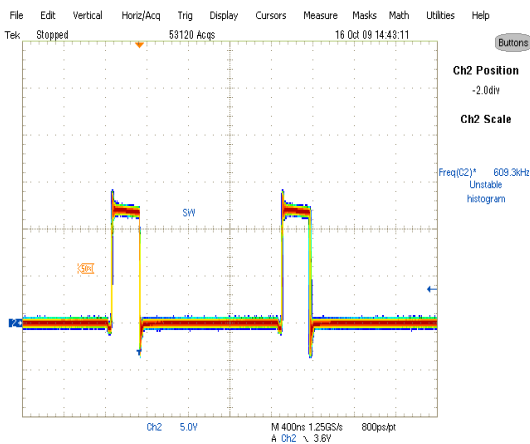 File Edit Vertical Horiz/Acq Trig Display Cursors Measure Masks Math Utilities Help
Tek Stopped 53120 Acqs 16 Oct 09 14:43:11
Buttons
Ch2 Position
-2.0div
Ch2 Scale
Freq(C2)* 609.3kHz
Unstable
histogram
SW
Ch2 5.0V M 400ns 1.25GS/s 800ps/pt
A Ch2 ↘ 3.6V